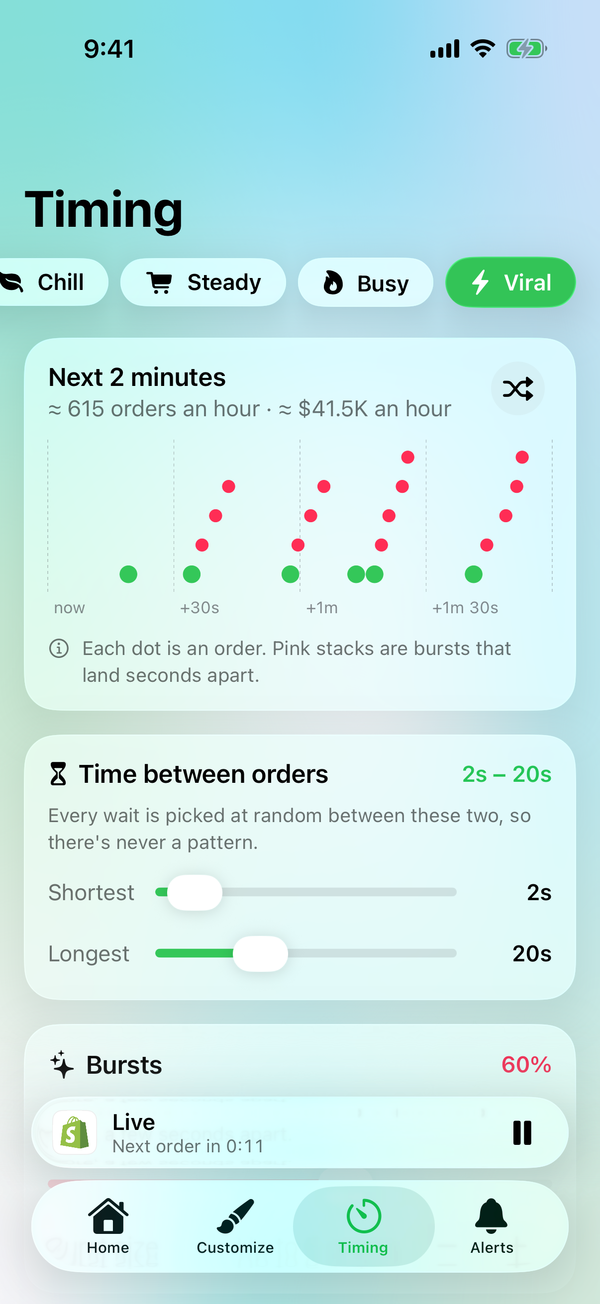 9:41
Timing
Chill
Steady
Busy
Viral
Next 2 minutes
≈ 615 orders an hour · ≈ $41.5K an hour
now
+30s
+1m
+1m 30s
Each dot is an order. Pink stacks are bursts that
land seconds apart.
Time between orders
2s – 20s
Every wait is picked at random between these two, so
there's never a pattern.
Shortest
2s
Longest
20s
Bursts
60%
Live
Next order in 0:11
Home
Customize
Timing
Alerts